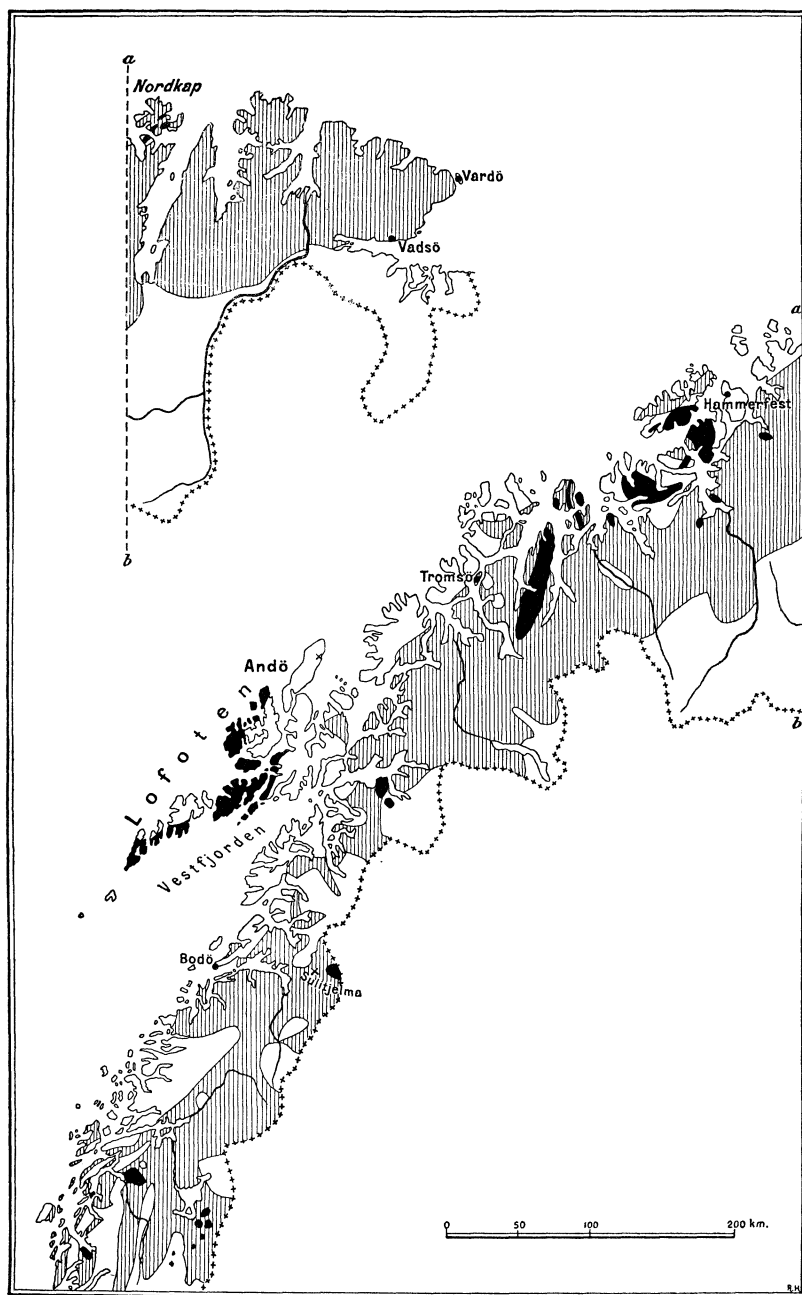 a
Nordkap
Vardö
Vadsö
a
Hammerfest
b
Tromsö
Andö
Lofoten
b
Vestfjorden
Bodö
Sulitjelma
0 50 100 200 km.
R.H.